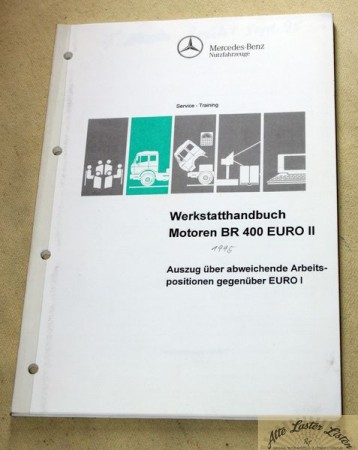 Mercedes-Benz
Nutzfahrzeuge
Service - Training
Werkstatthandbuch
Motoren BR 400 EURO II
1995
Auszug über abweichende Arbeits-
positionen gegenüber EURO I
Alte Laster Listen